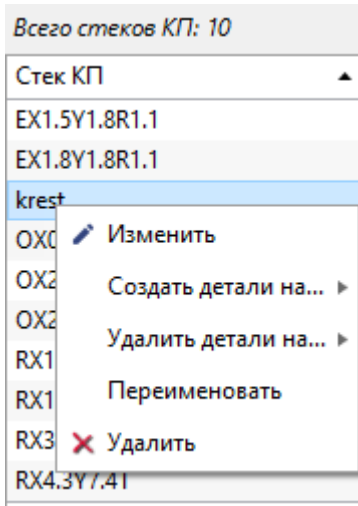 Всего стеков КП: 10
Стек КП
EX1.5Y1.8R1.1
EX1.8Y1.8R1.1
krest
Изменить
Создать детали на...
Удалить детали на...
Переименовать
Удалить
RX4.3Y7.41